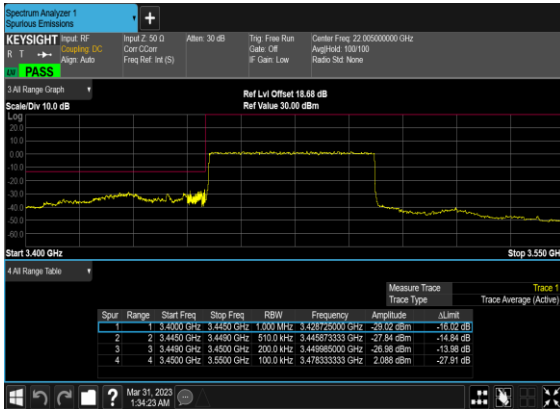 Spectrum Analyzer 1
Spurious Emissions
KEYSIGHT Input: RF Input Z: 50 Ω Atten: 30 dB Trig: Free Run Center Freq: 22.005000000 GHz
R T Coupling: DC Corr CCorr Gate: Off Avg|Hold: 100/100
Align: Auto Freq Ref: Int (S) IF Gain: Low Radio Std: None
LXI PASS
3 All Range Graph Ref Lvl Offset 18.68 dB
Scale/Div 10.0 dB Ref Value 30.00 dBm
Log
20.0
10.0
0.00
-10.0
-20.0
-30.0
-40.0
-50.0
-60.0
Start 3.400 GHz Stop 3.550 GH
4 All Range Table
Measure Trace Trace 1
Trace Type Trace Average (Active)
Spur Range Start Freq Stop Freq RBW Frequency Amplitude ΔLimit
1 1 3.4000 GHz 3.4450 GHz 1.000 MHz 3.428725000 GHz -29.02 dBm -16.02 dB
2 2 3.4450 GHz 3.4490 GHz 510.0 kHz 3.445873333 GHz -27.84 dBm -14.84 dB
3 3 3.4490 GHz 3.4500 GHz 200.0 kHz 3.449985000 GHz -26.98 dBm -13.98 dB
4 4 3.4500 GHz 3.5500 GHz 100.0 kHz 3.478333333 GHz 2.088 dBm -27.91 dB
? Mar 31, 2023
1:34:23 AM